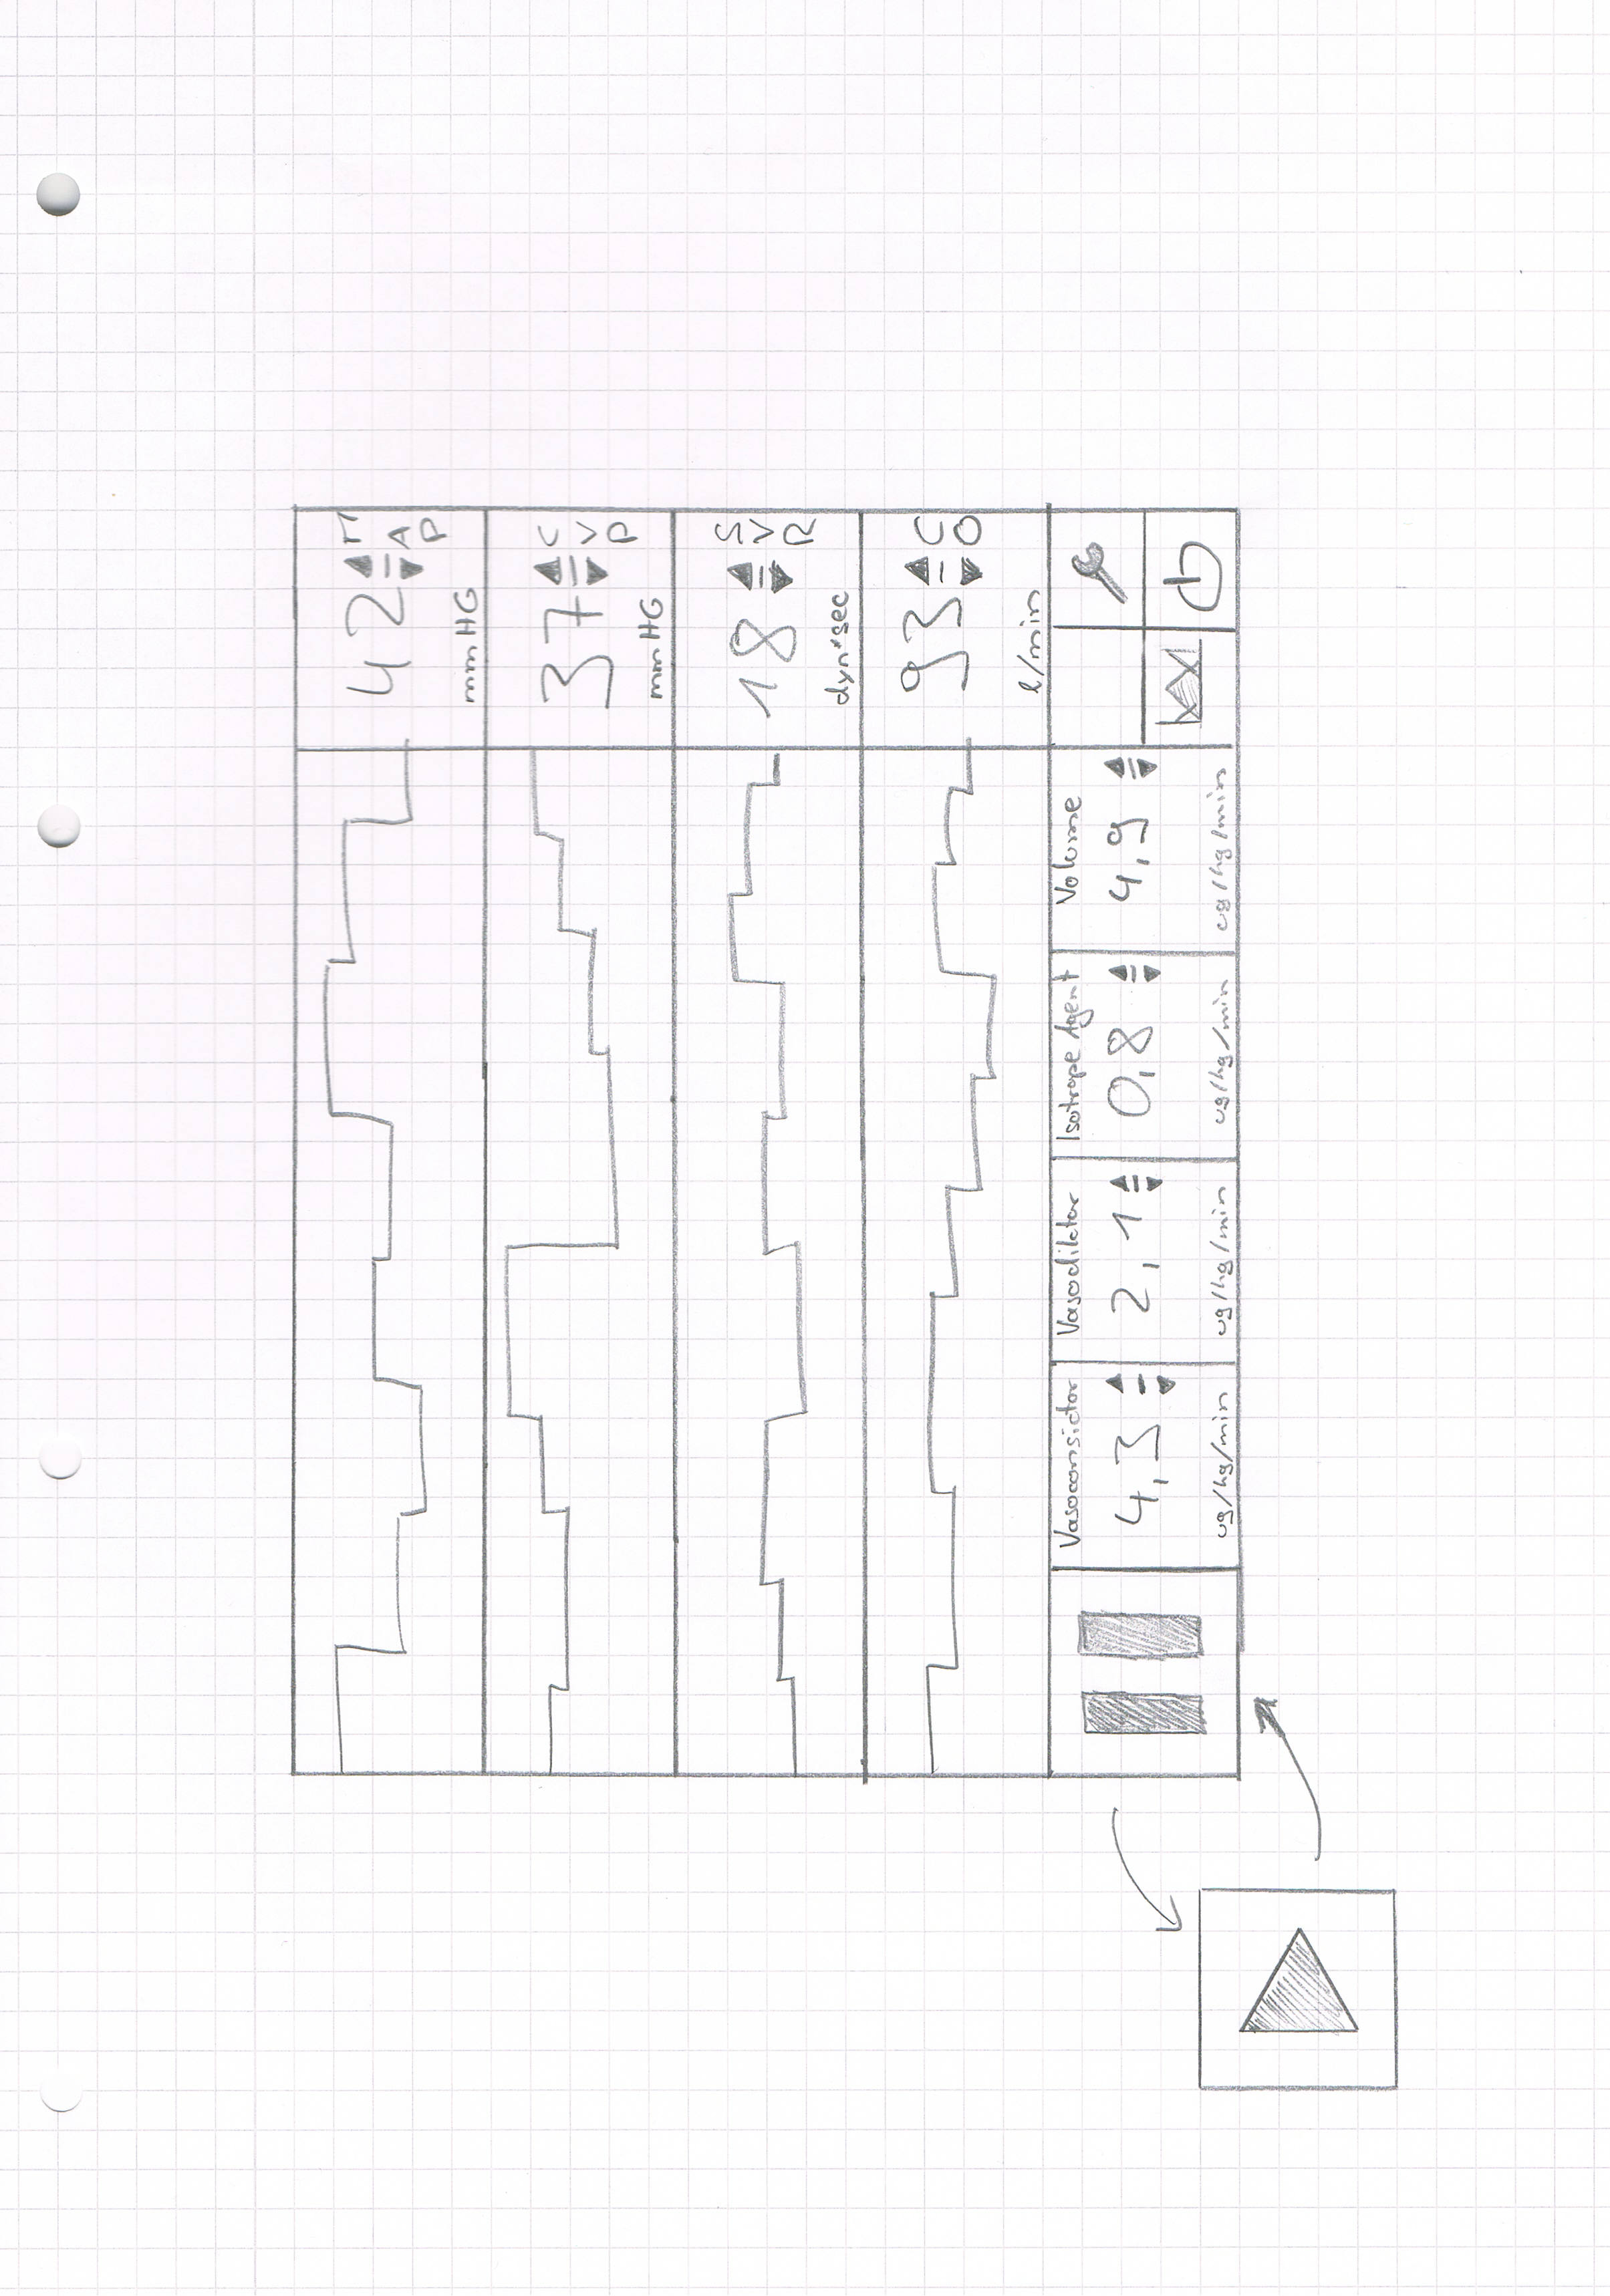 42 MAP
mmHG
37 CVP
mmHG
18 SVR
dyn*sec
93 CO
l/min
Vasoconsictor
4,3
ug/kg/min
Vasodilator
2,1
ug/kg/min
Isotrope Agent
0,8
ug/kg/min
Volume
4,9
ug/kg/min